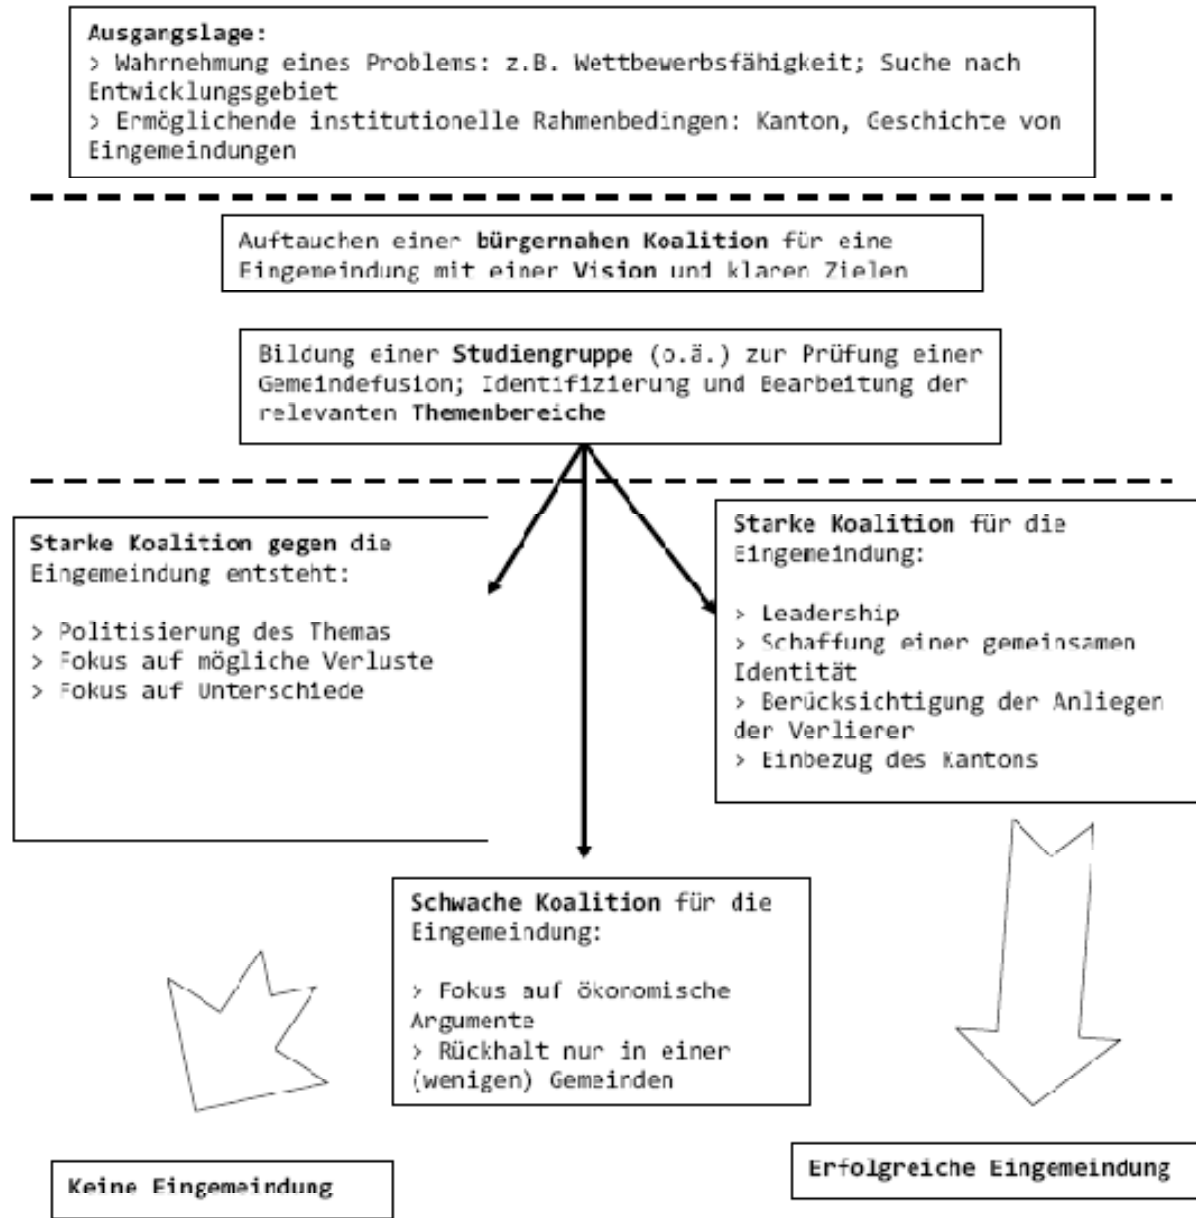 Ausgangslage:
> Wahrnehmung eines Problems: z.B. Wettbewerbsfähigkeit; Suche nach
Entwicklungsgebiet
> Ermöglichende institutionelle Rahmenbedingen: Kanton, Geschichte von
Eingemeindungen
Auftauchen einer bürgernahen Koalition für eine
Eingemeindung mit einer Vision und klaren Zielen
Bildung einer Studiengruppe (o.ä.) zur Prüfung einer
Gemeindefusion; Identifizierung und Bearbeitung der
relevanten Themenbereiche
Starke Koalition gegen die
Eingemeindung entsteht:
> Politisierung des Themas
> Fokus auf mögliche Verluste
> Fokus auf Unterschiede
Starke Koalition für die
Eingemeindung:
> Leadership
> Schaffung einer gemeinsamen
Identität
> Berücksichtigung der Anliegen
der Verlierer
> Einbezug des Kantons
Schwache Koalition für die
Eingemeindung:
> Fokus auf ökonomische
Argumente
> Rückhalt nur in einer
(wenigen) Gemeinden
Keine Eingemeindung
Erfolgreiche Eingemeindung